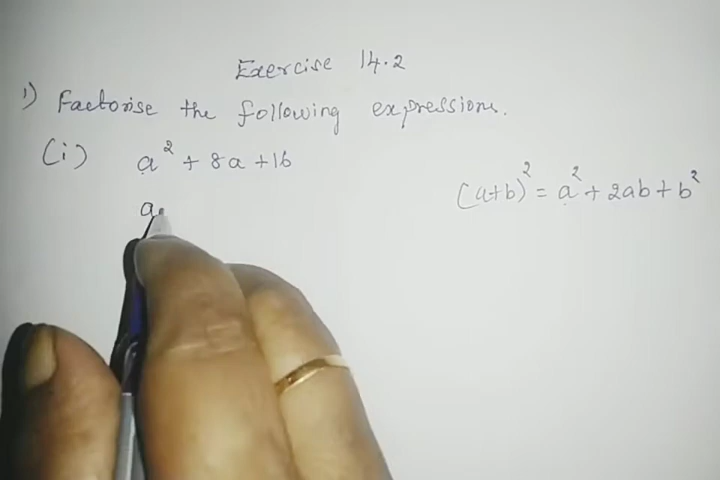 Exercise 14.2
1) Factorise the following expressions.
(i) a² + 8a + 16
(a+b)² = a² + 2ab + b²
a